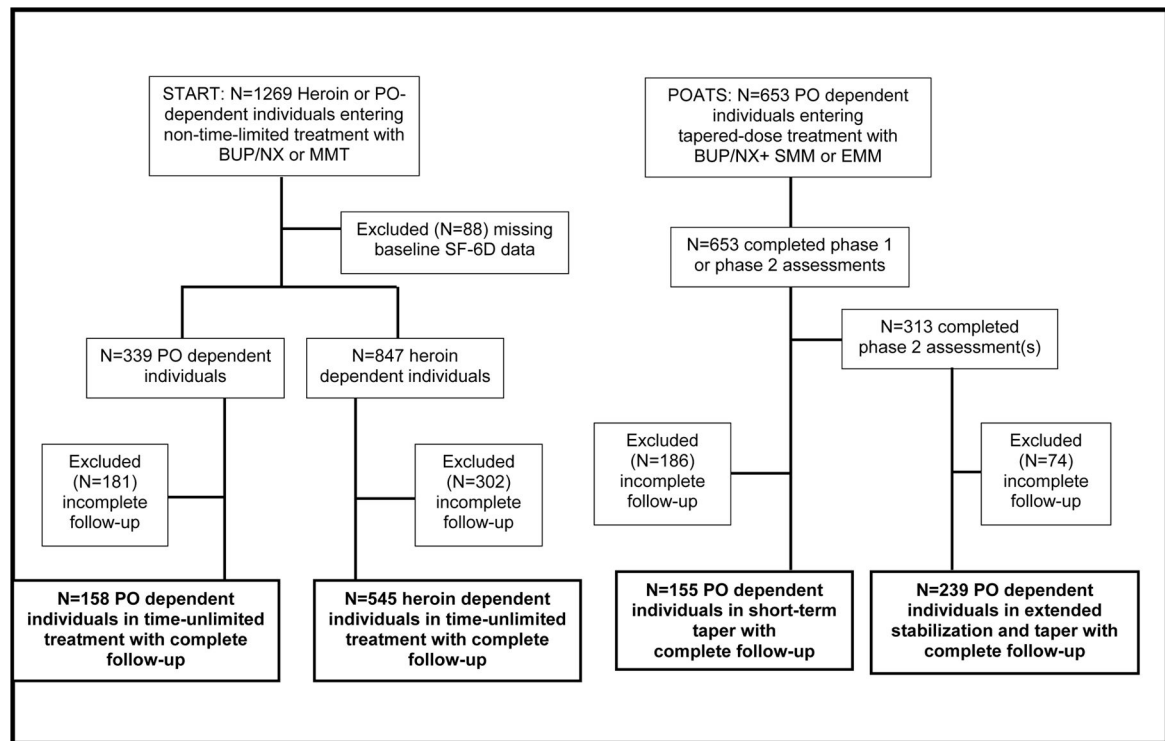 START: N=1269 Heroin or PO-
dependent individuals entering
non-time-limited treatment with
BUP/NX or MMT
Excluded (N=88) missing
baseline SF-6D data
N=339 PO dependent
individuals
N=847 heroin
dependent individuals
Excluded
(N=181)
incomplete
follow-up
Excluded
(N=302)
incomplete
follow-up
N=158 PO dependent
individuals in time-unlimited
treatment with complete
follow-up
N=545 heroin dependent
individuals in time-unlimited
treatment with complete
follow-up
POATS: N=653 PO dependent
individuals entering
tapered-dose treatment with
BUP/NX+ SMM or EMM
N=653 completed phase 1
or phase 2 assessments
N=313 completed
phase 2 assessment(s)
Excluded
(N=186)
incomplete
follow-up
Excluded
(N=74)
incomplete
follow-up
N=155 PO dependent
individuals in short-term
taper with
complete follow-up
N=239 PO dependent
individuals in extended
stabilization and taper with
complete follow-up